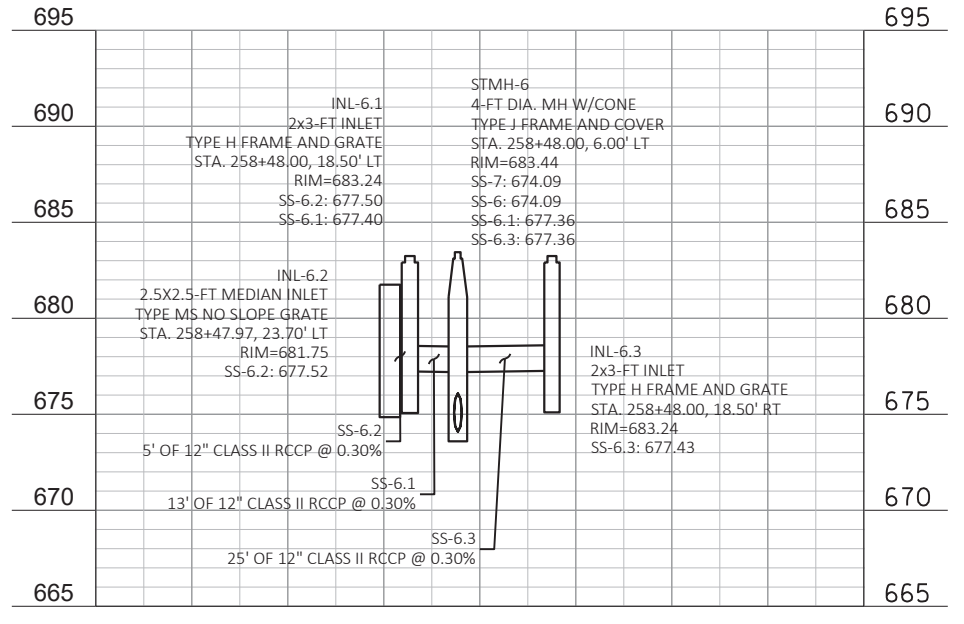 695
695
690
690
685
685
680
680
675
675
670
670
665
665
INL-6.1
2x3-FT INLET
TYPE H FRAME AND GRATE
STA. 258+48.00, 18.50' LT
RIM=683.24
SS-6.2: 677.50
SS-6.1: 677.40
STMH-6
4-FT DIA. MH W/CONE
TYPE J FRAME AND COVER
STA. 258+48.00, 6.00' LT
RIM=683.44
SS-7: 674.09
SS-6: 674.09
SS-6.1: 677.36
SS-6.3: 677.36
INL-6.2
2.5X2.5-FT MEDIAN INLET
TYPE MS NO SLOPE GRATE
STA. 258+47.97, 23.70' LT
RIM=681.75
SS-6.2: 677.52
INL-6.3
2x3-FT INLET
TYPE H FRAME AND GRATE
STA. 258+48.00, 18.50' RT
RIM=683.24
SS-6.3: 677.43
SS-6.2
5' OF 12" CLASS II RCCP @ 0.30%
SS-6.1
13' OF 12" CLASS II RCCP @ 0.30%
SS-6.3
25' OF 12" CLASS II RCCP @ 0.30%